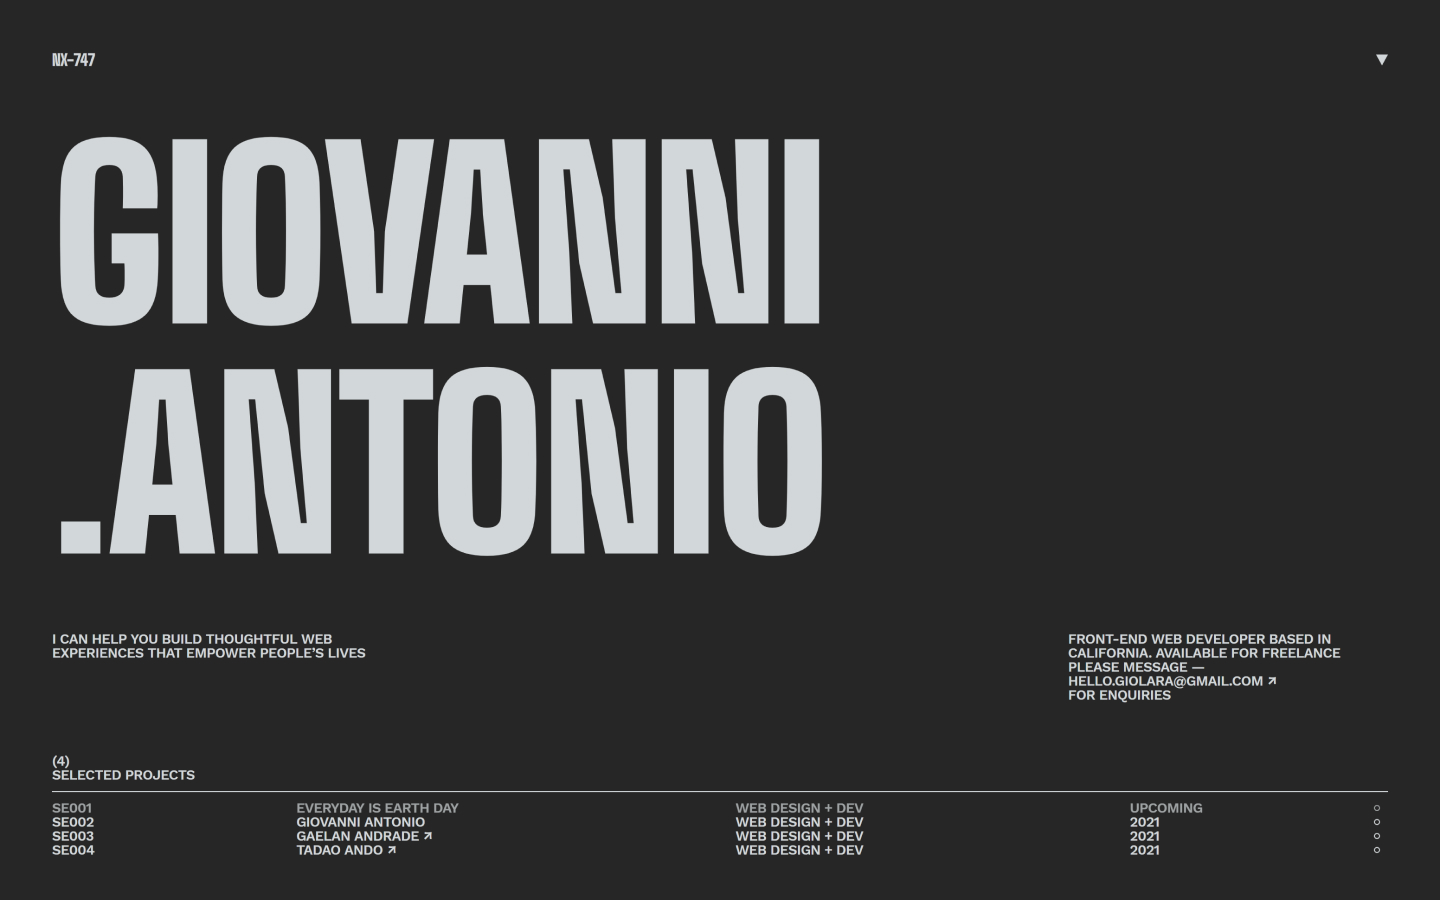 NX–747
▼
GIOVANNI
.ANTONIO
I CAN HELP YOU BUILD THOUGHTFUL WEB
EXPERIENCES THAT EMPOWER PEOPLE’S LIVES
FRONT–END WEB DEVELOPER BASED IN
CALIFORNIA. AVAILABLE FOR FREELANCE
PLEASE MESSAGE —
HELLO.GIOLARA@GMAIL.COM ↗
FOR ENQUIRIES
(4)
SELECTED PROJECTS
SE001 EVERYDAY IS EARTH DAY WEB DESIGN + DEV UPCOMING ○
SE002 GIOVANNI ANTONIO WEB DESIGN + DEV 2021 ○
SE003 GAELAN ANDRADE ↗ WEB DESIGN + DEV 2021 ○
SE004 TADAO ANDO ↗ WEB DESIGN + DEV 2021 ○